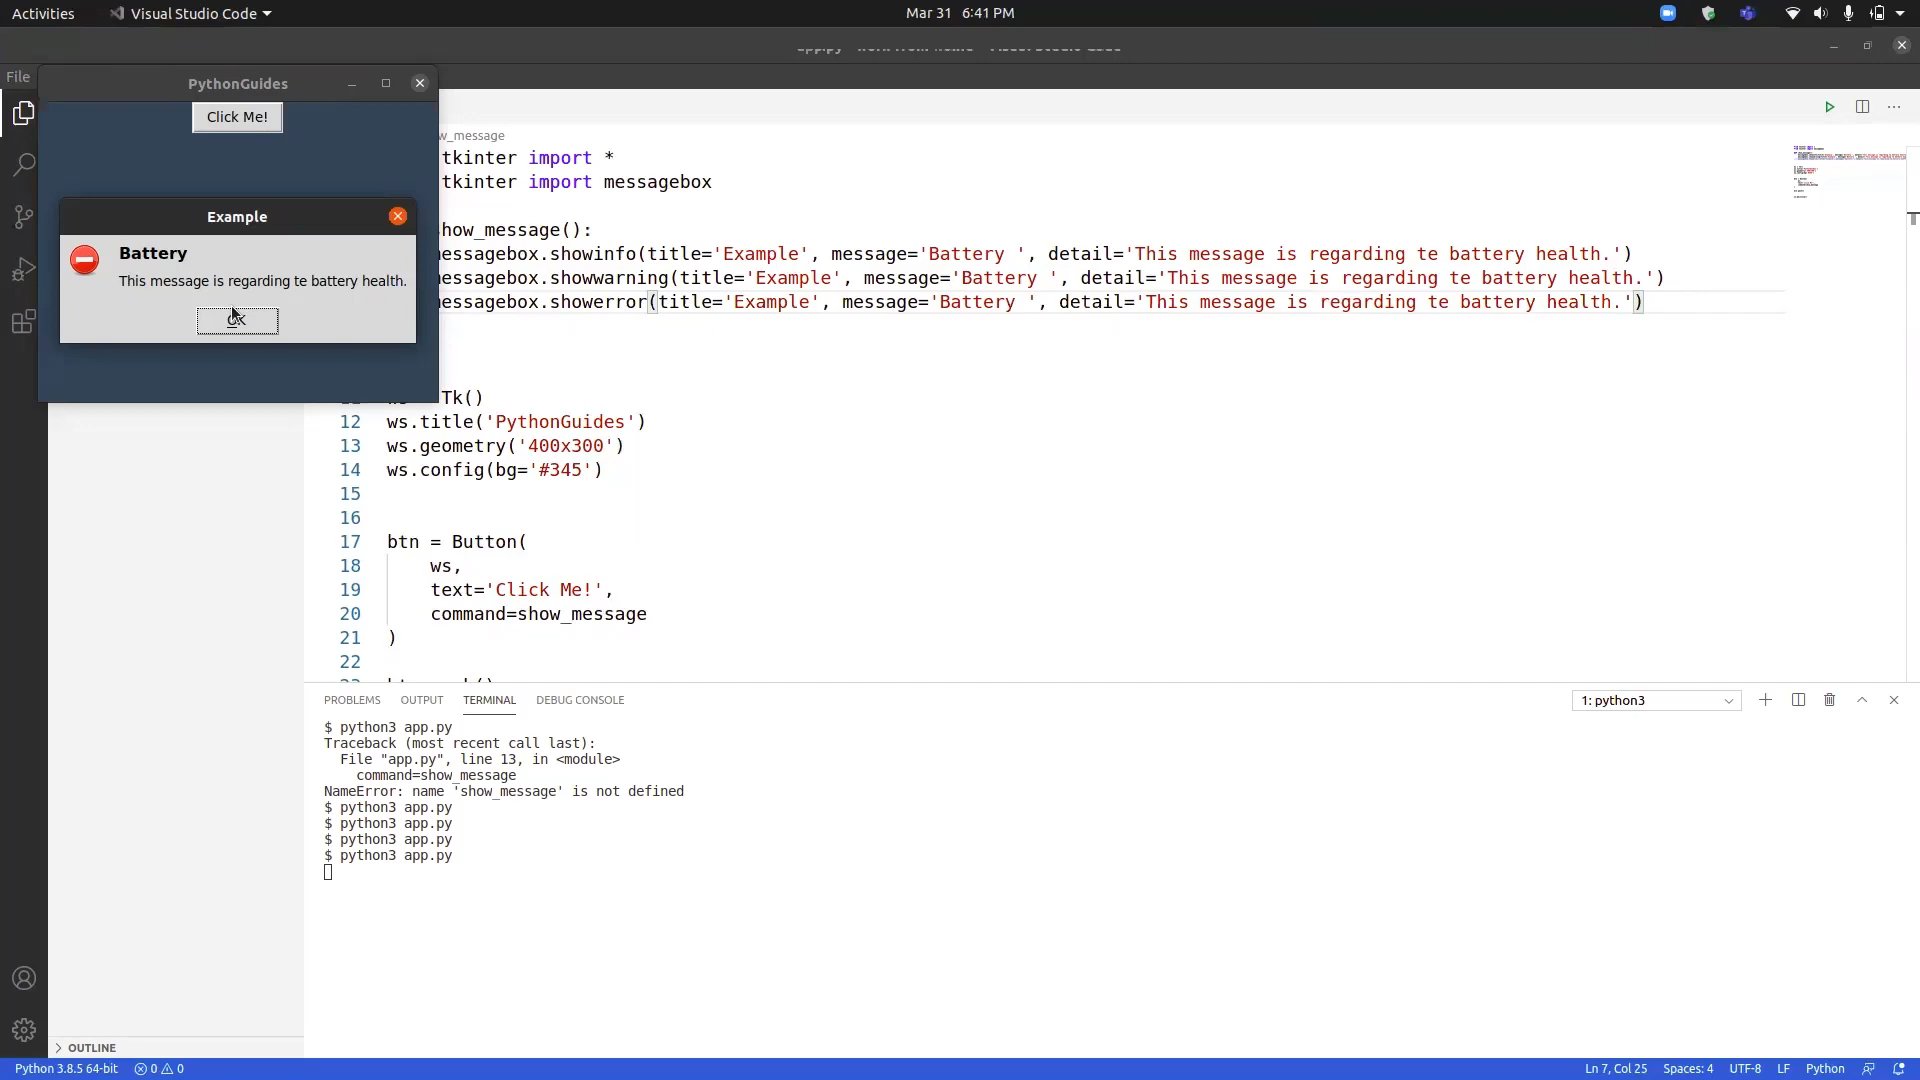 Activities
Visual Studio Code
Mar 31 6:41 PM
File
PythonGuides
Click Me!
w_message
tkinter import *
tkinter import messagebox
how_message():
essagebox.showinfo(title='Example', message='Battery ', detail='This message is regarding te battery health.')
essagebox.showwarning(title='Example', message='Battery ', detail='This message is regarding te battery health.')
essagebox.showerror(title='Example', message='Battery ', detail='This message is regarding te battery health.')
Example
Battery
This message is regarding te battery health.
Tk()
12 ws.title('PythonGuides')
13 ws.geometry('400x300')
14 ws.config(bg='#345')
15
16
17 btn = Button(
18 ws,
19 text='Click Me!',
20 command=show_message
21 )
22
PROBLEMS OUTPUT TERMINAL DEBUG CONSOLE
1: python3
$ python3 app.py
Traceback (most recent call last):
File "app.py", line 13, in <module>
command=show_message
NameError: name 'show_message' is not defined
$ python3 app.py
$ python3 app.py
$ python3 app.py
$ python3 app.py
OUTLINE
Python 3.8.5 64-bit
0 0
Ln 7, Col 25
Spaces: 4
UTF-8
LF
Python